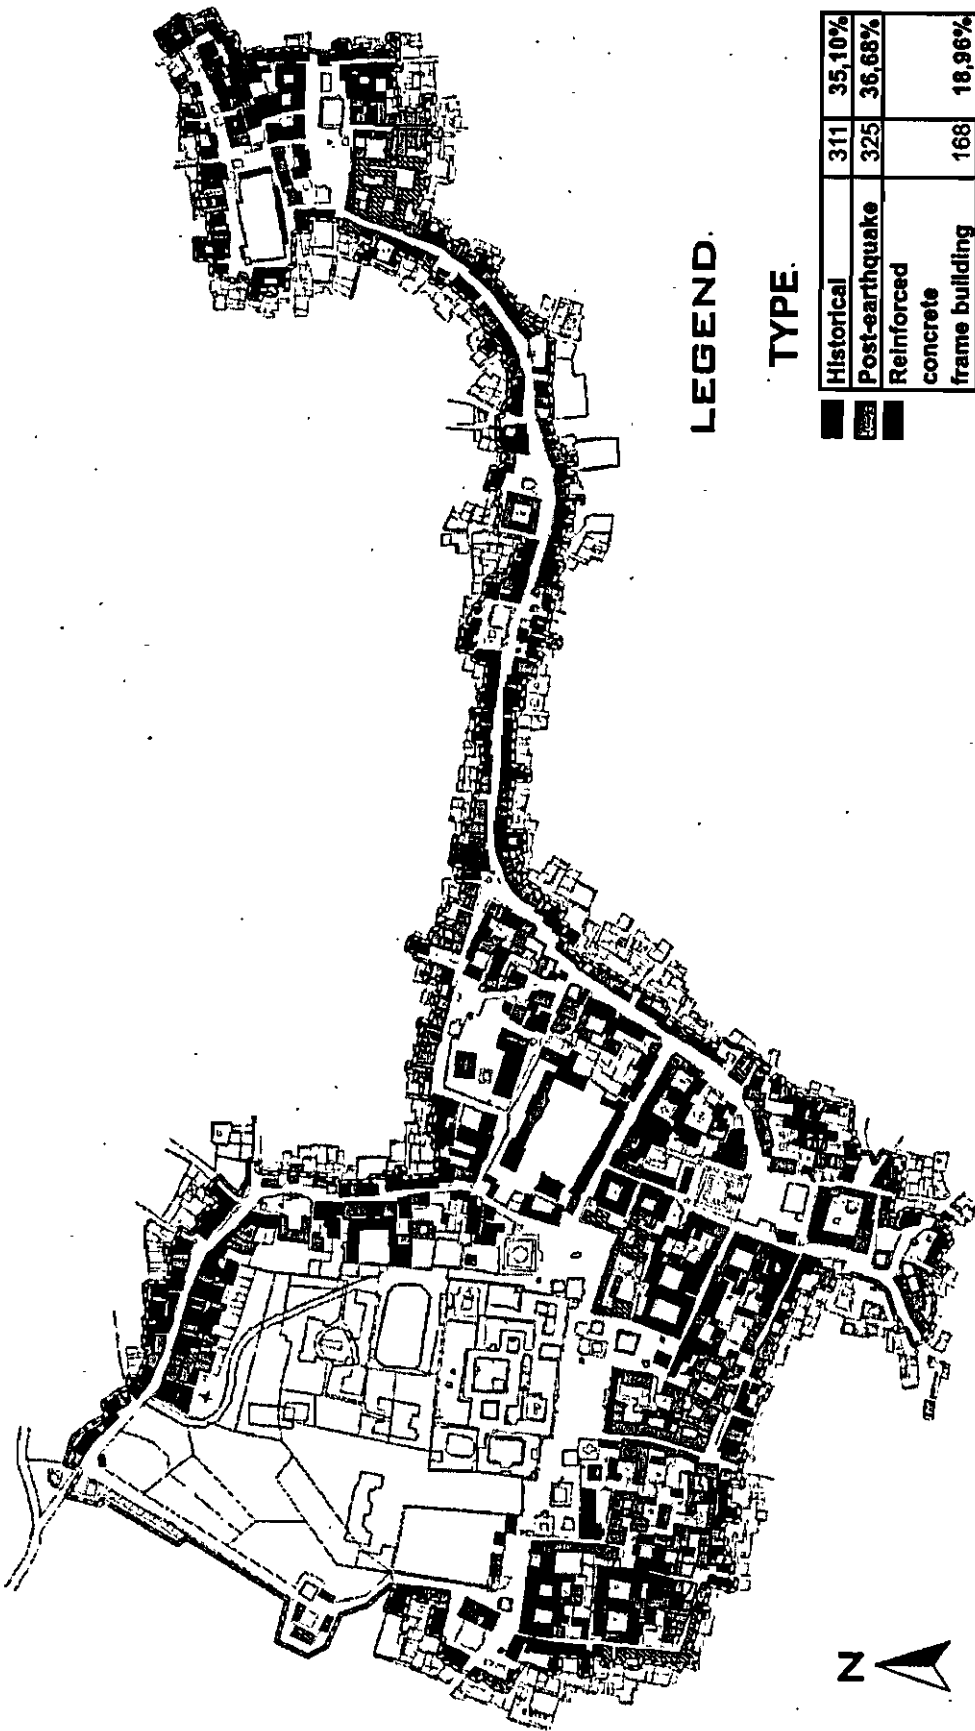 LEGEND.
TYPE.
Historical 311 35,10%
Post-earthquake 325 36,68%
Reinforced
concrete
frame building 168 18,96%
N